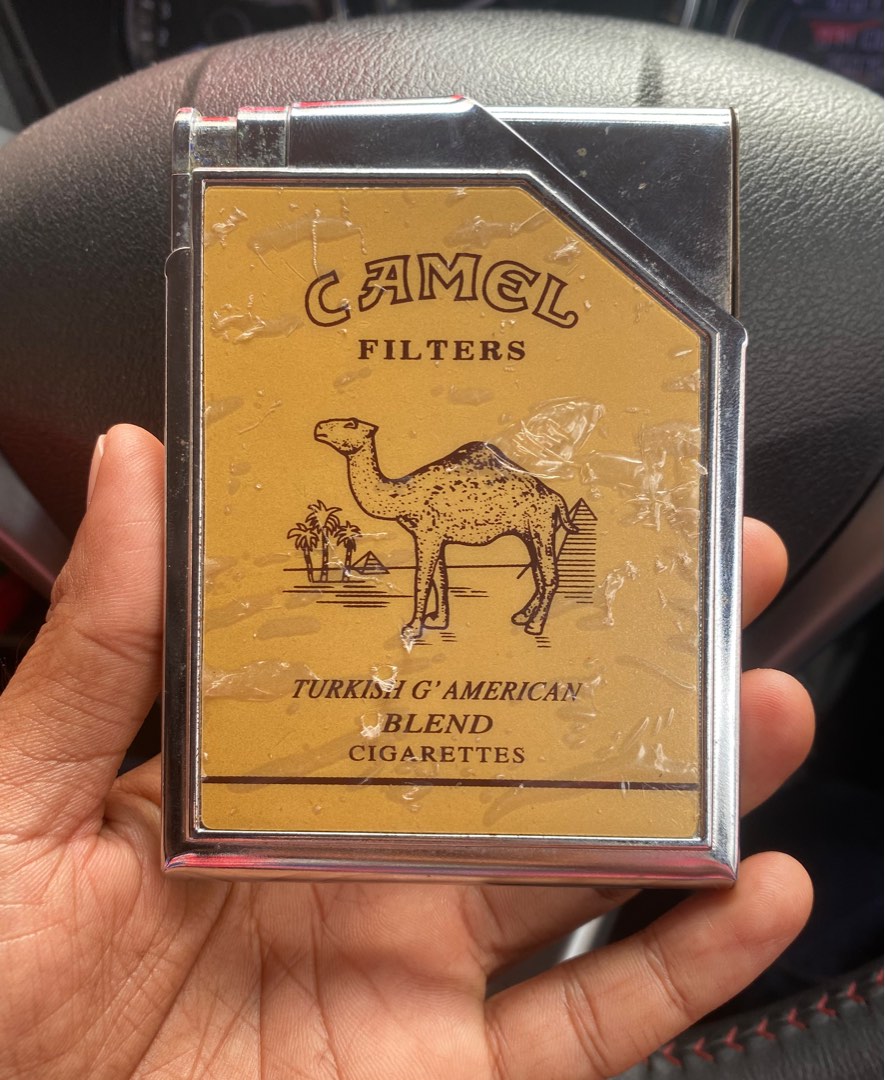 CAMEL
FILTERS
TURKISH G' AMERICAN
BLEND
CIGARETTES